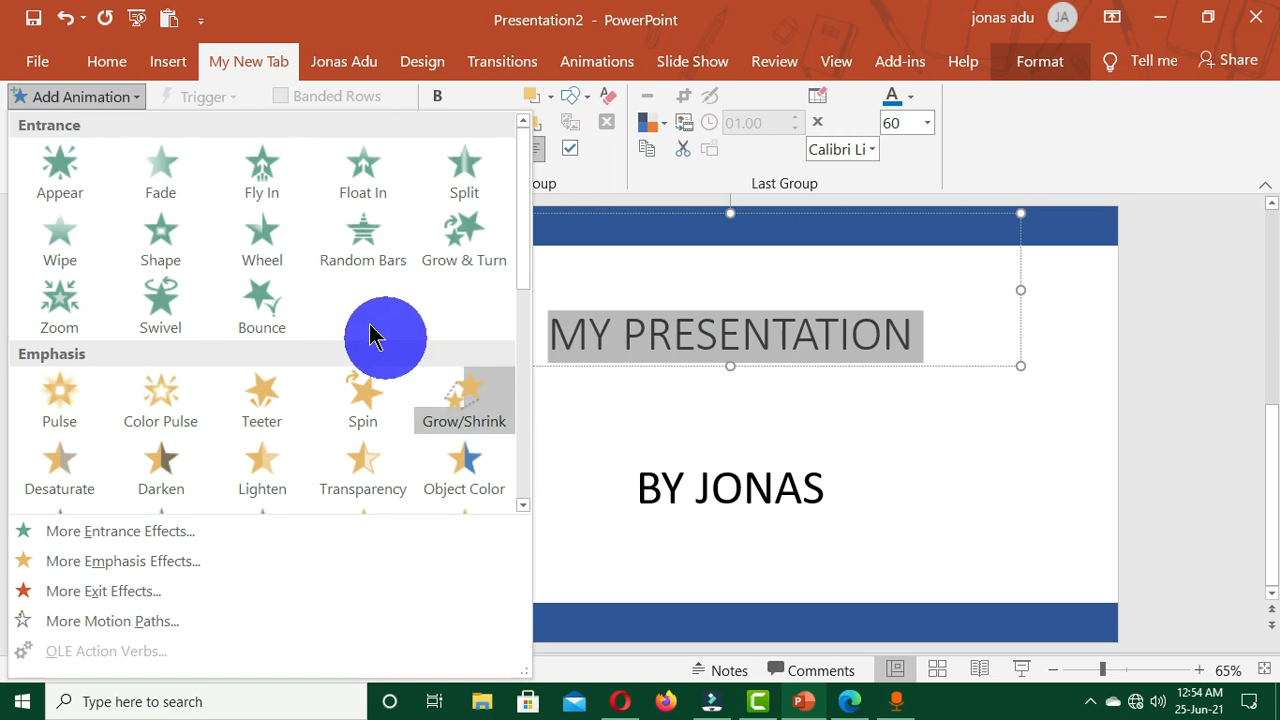 Presentation2 - PowerPoint
jonas adu
JA
File
Home
Insert
My New Tab
Jonas Adu
Design
Transitions
Animations
Slide Show
Review
View
Add-ins
Help
Format
Tell me
Share
Add Animation
Trigger
Banded Rows
B
A
01.00
60
Calibri Li
oup
Last Group
Entrance
Appear
Fade
Fly In
Float In
Split
Wipe
Shape
Wheel
Random Bars
Grow & Turn
Zoom
Swivel
Bounce
Emphasis
Pulse
Color Pulse
Teeter
Spin
Grow/Shrink
Desaturate
Darken
Lighten
Transparency
Object Color
More Entrance Effects...
More Emphasis Effects...
More Exit Effects...
More Motion Paths...
OLE Action Verbs...
MY PRESENTATION
BY JONAS
Notes
Comments
65%
Type here to search
12:54 AM
25-Jun-21